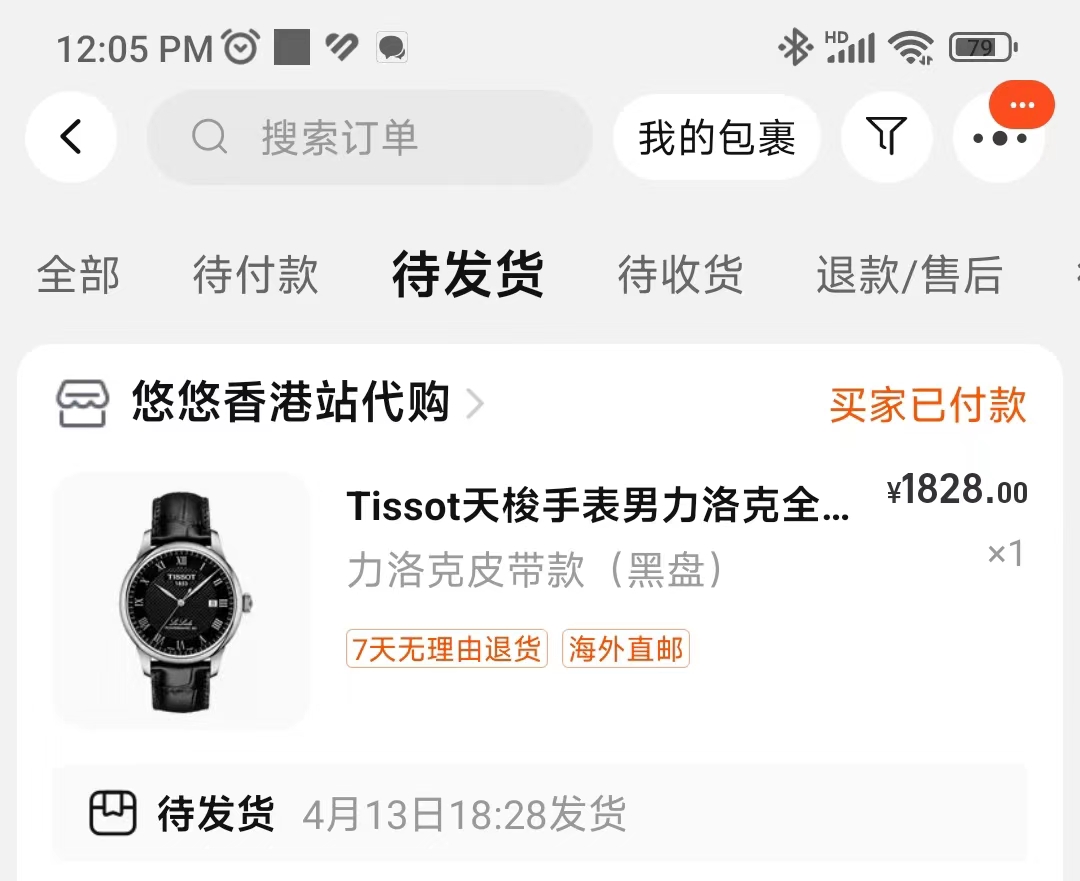 12:05 PM HD 79
搜索订单 我的包裹
全部 待付款 待发货 待收货 退款/售后
悠悠香港站代购 买家已付款
Tissot天梭手表男力洛克全... ¥1828.00
力洛克皮带款（黑盘） ×1
TISSOT
1853
7天无理由退货 海外直邮
待发货 4月13日18:28发货